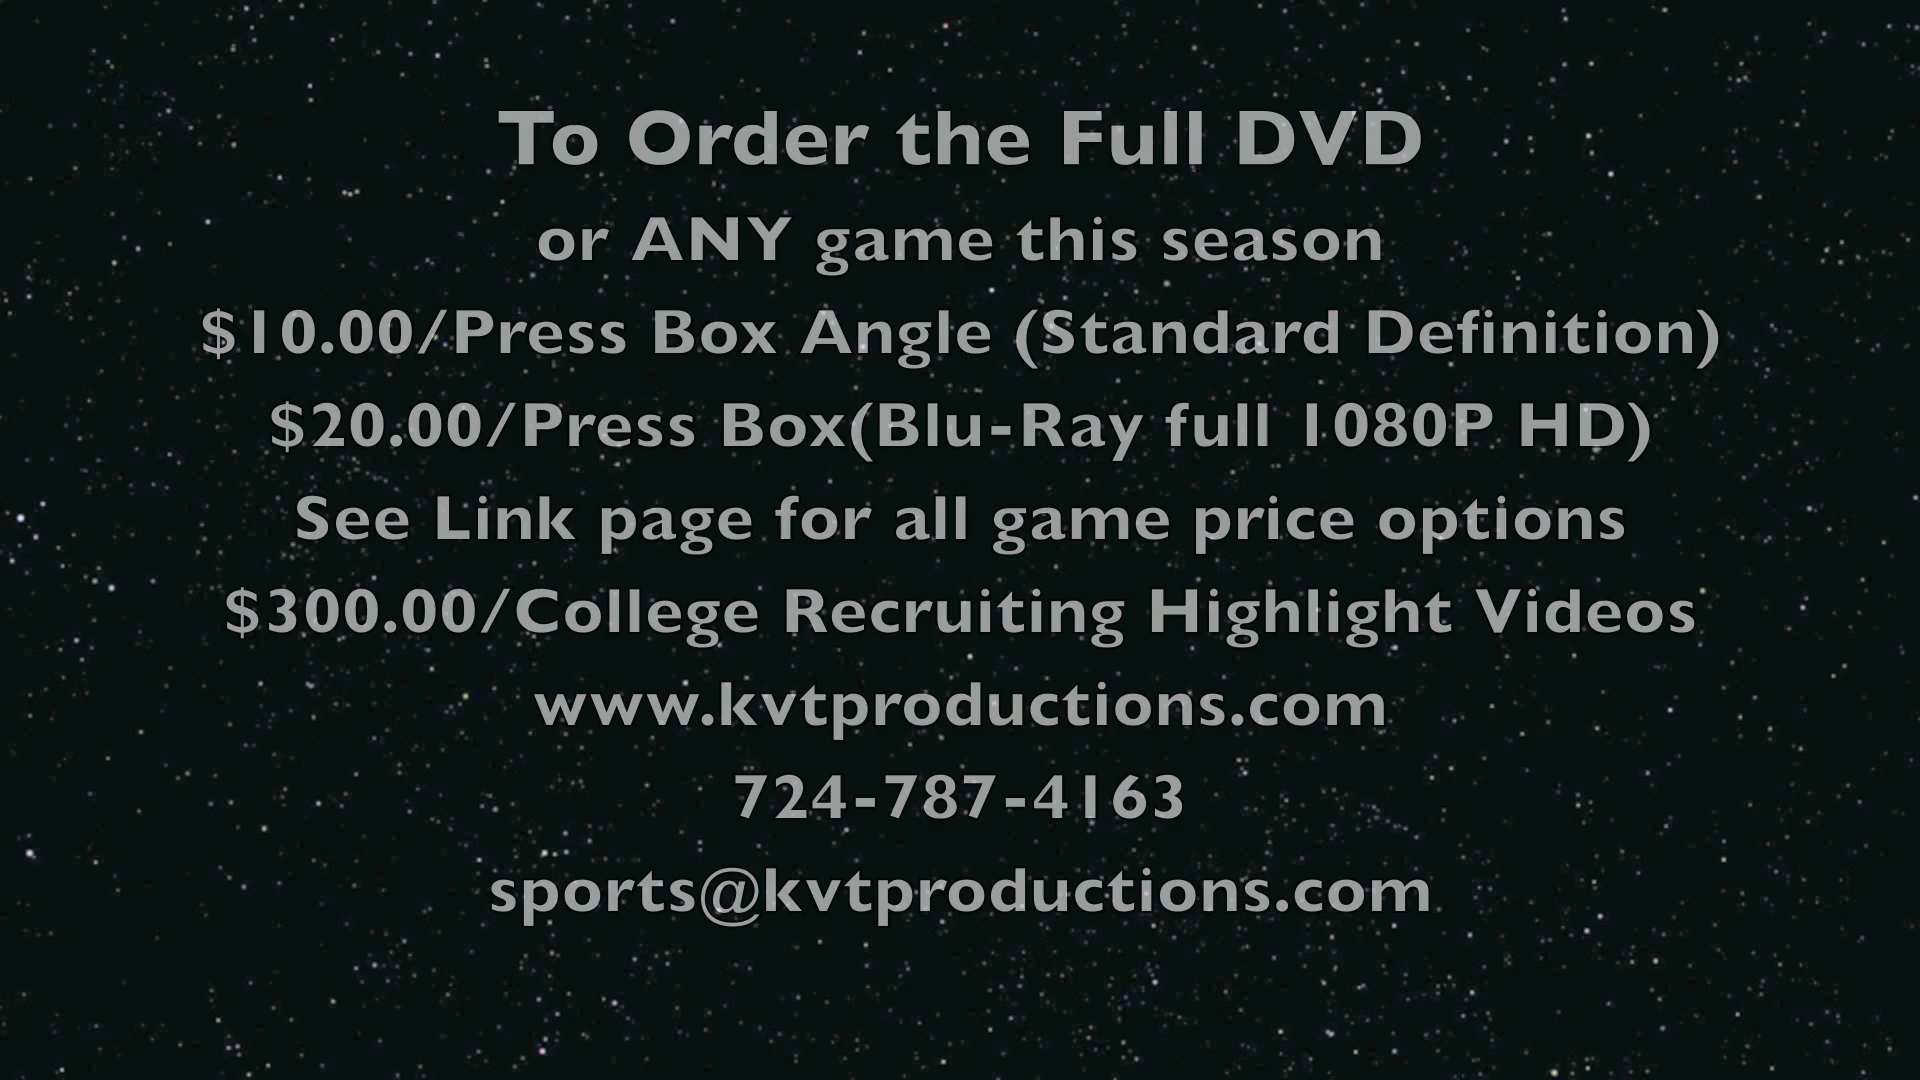 To Order the Full DVD
or ANY game this season
$10.00/Press Box Angle (Standard Definition)
$20.00/Press Box(Blu-Ray full 1080P HD)
See Link page for all game price options
$300.00/College Recruiting Highlight Videos
www.kvtproductions.com
724-787-4163
sports@kvtproductions.com